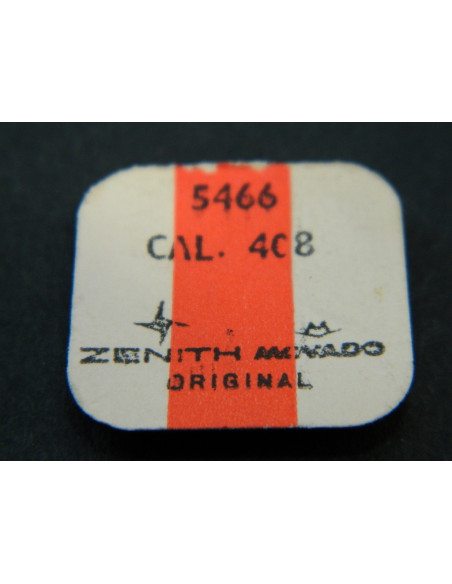 5466
CAL. 408
ZENITH MOVADO
ORIGINAL